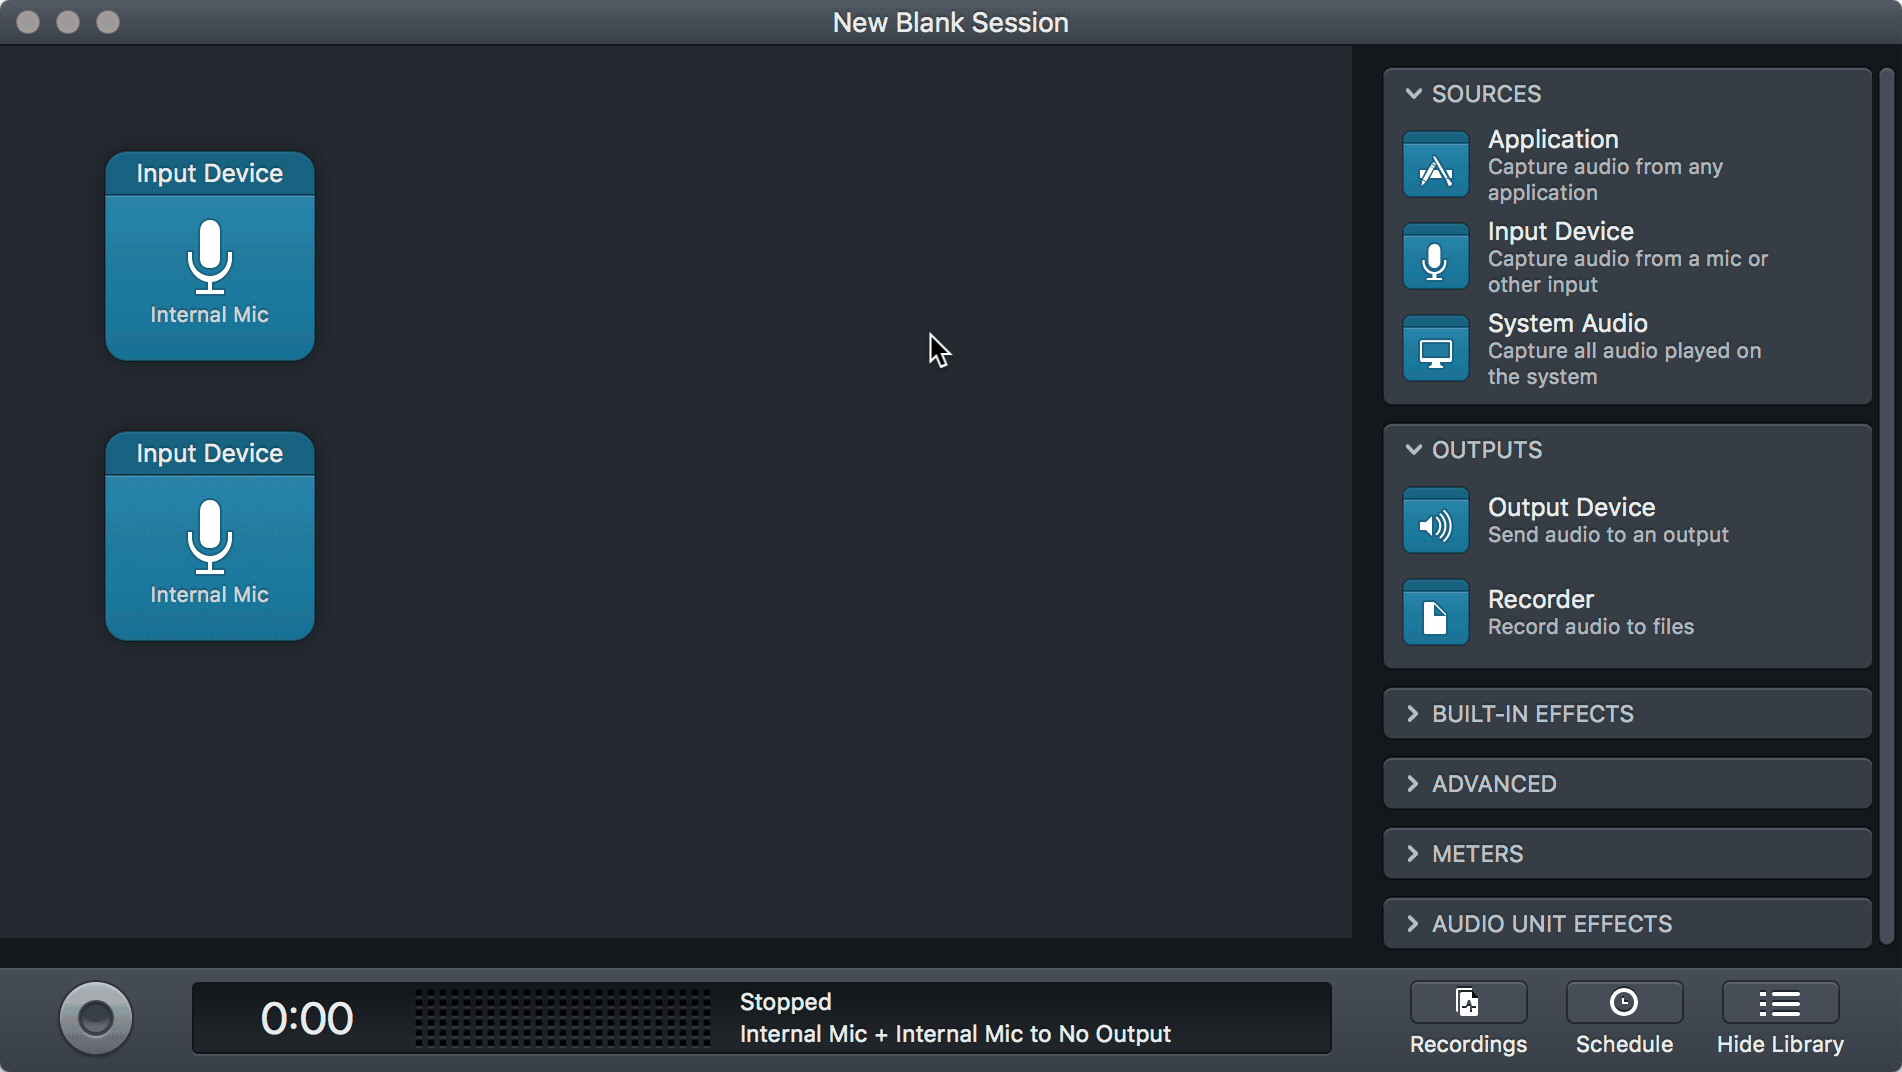 New Blank Session
Input Device
Internal Mic
Input Device
Internal Mic
SOURCES
Application
Capture audio from any
application
Input Device
Capture audio from a mic or
other input
System Audio
Capture all audio played on
the system
OUTPUTS
Output Device
Send audio to an output
Recorder
Record audio to files
BUILT-IN EFFECTS
ADVANCED
METERS
AUDIO UNIT EFFECTS
0:00
Stopped
Internal Mic + Internal Mic to No Output
Recordings
Schedule
Hide Library